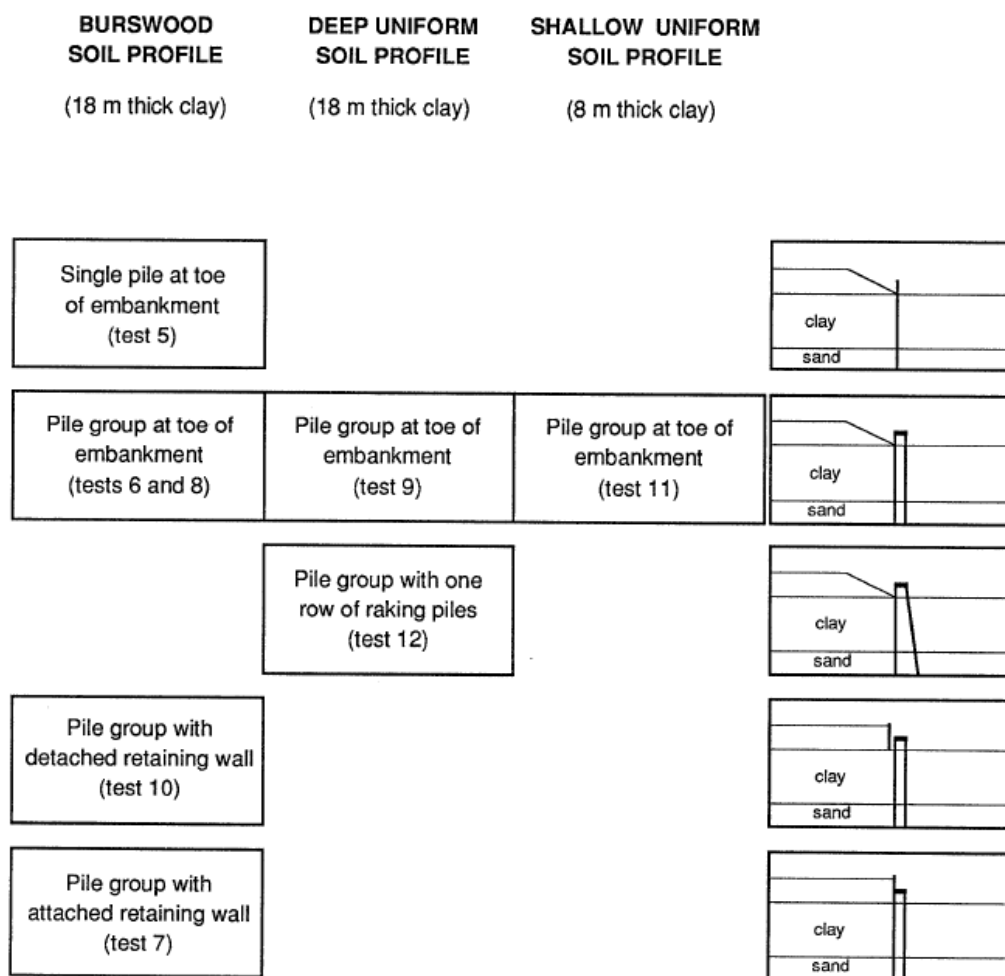 BURSWOOD
SOIL PROFILE
(18 m thick clay)
DEEP UNIFORM
SOIL PROFILE
(18 m thick clay)
SHALLOW UNIFORM
SOIL PROFILE
(8 m thick clay)
Single pile at toe
of embankment
(test 5)
clay
sand
Pile group at toe of
embankment
(tests 6 and 8)
Pile group at toe of
embankment
(test 9)
Pile group at toe of
embankment
(test 11)
clay
sand
Pile group with one
row of raking piles
(test 12)
clay
sand
Pile group with
detached retaining wall
(test 10)
clay
sand
Pile group with
attached retaining wall
(test 7)
clay
sand